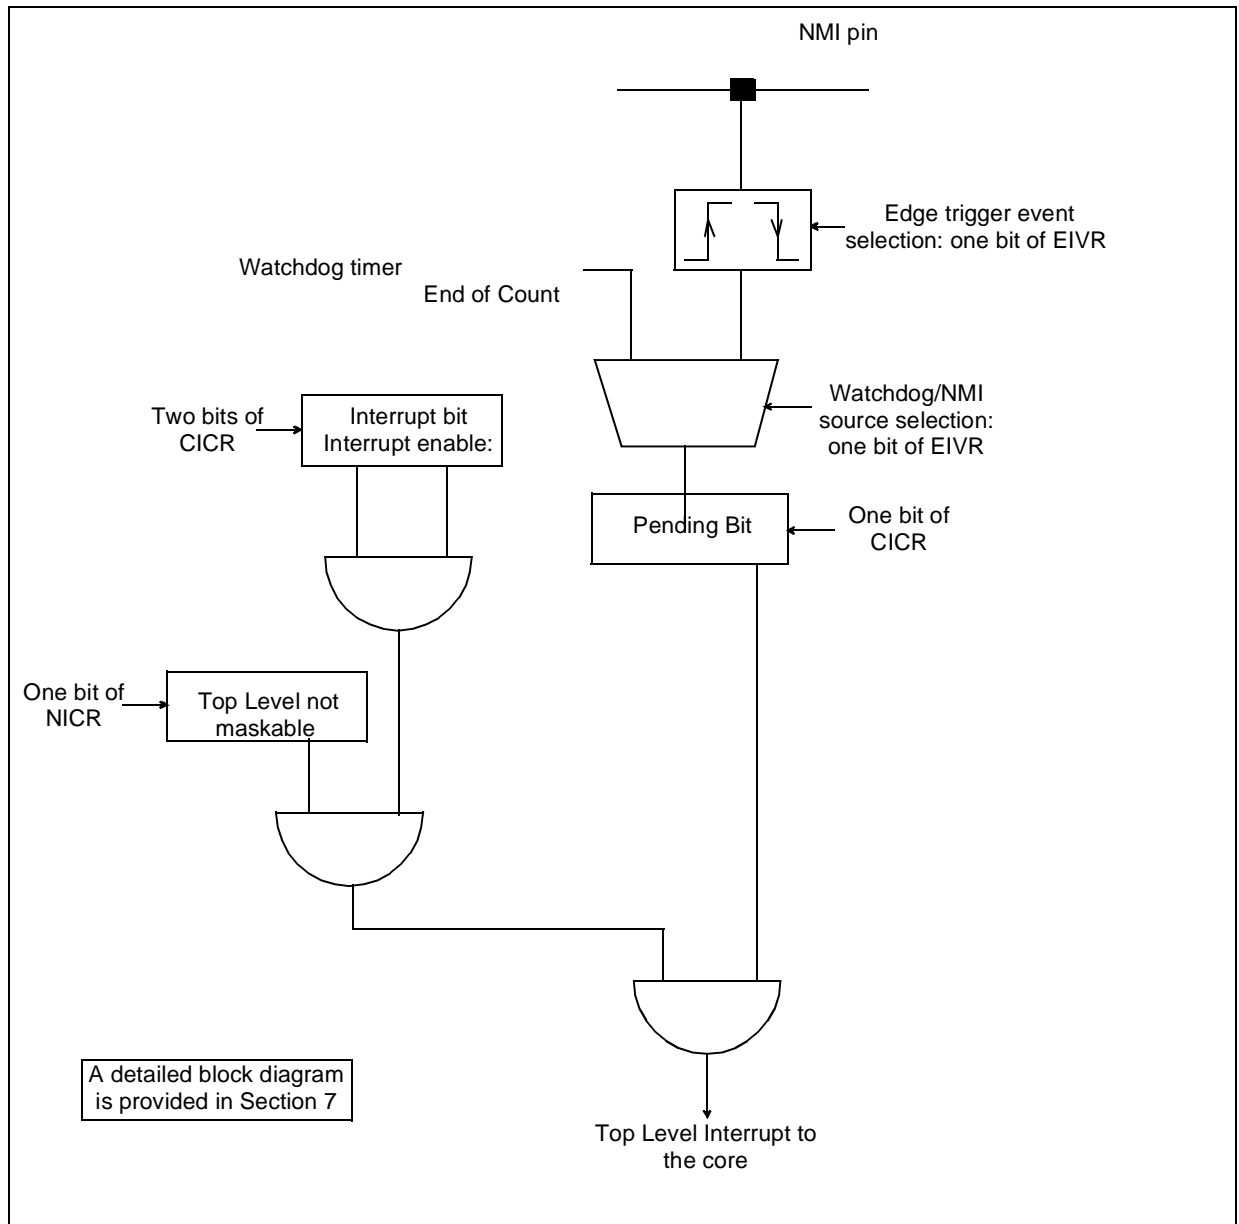 NMI pin
Edge trigger event
selection: one bit of EIVR
Watchdog timer
End of Count
Watchdog/NMI
source selection:
one bit of EIVR
Two bits of
CICR
Interrupt bit
Interrupt enable:
Pending Bit
One bit of
CICR
One bit of
NICR
Top Level not
maskable
A detailed block diagram
is provided in Section 7
Top Level Interrupt to
the core